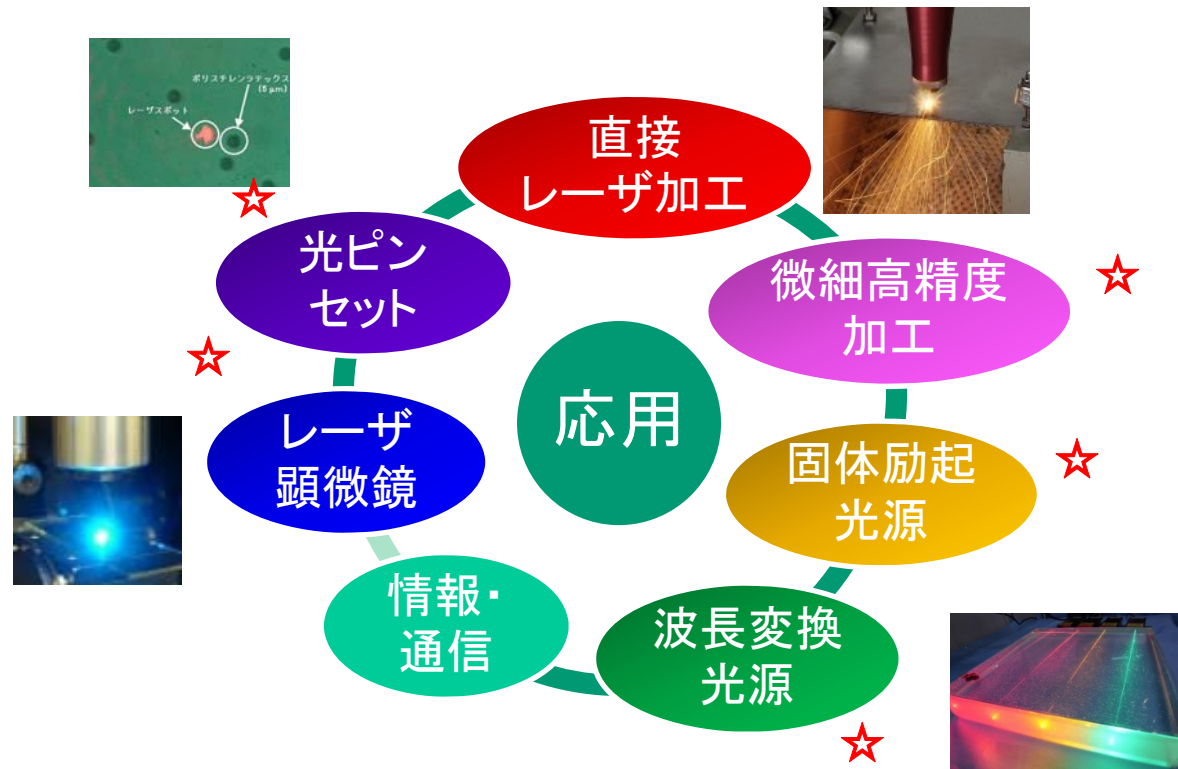 ポリスチレンラテックス
(5μm)
レーザスポット
直接
レーザ加工
光ピン
セット
微細高精度
加工
応用
レーザ
顕微鏡
固体励起
光源
情報・
通信
波長変換
光源